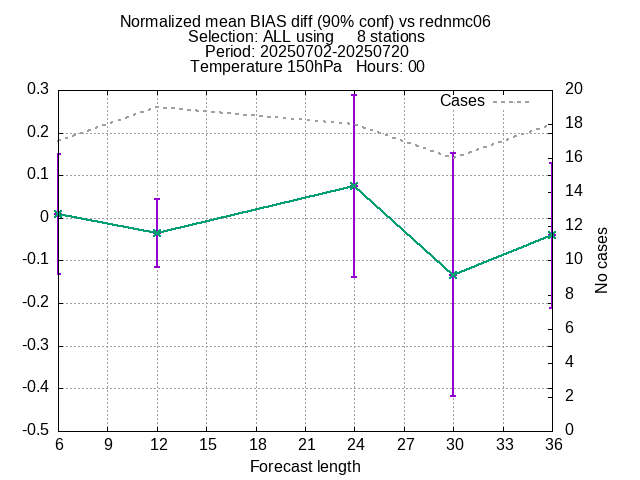 Normalized mean BIAS diff (90% conf) vs rednmc06
Selection: ALL using     8 stations
Period: 20250702-20250720
Temperature 150hPa   Hours: 00
Cases
0.3
0.2
0.1
0
-0.1
-0.2
-0.3
-0.4
-0.5
20
18
16
14
12
10
8
6
4
2
0
No cases
6 9 12 15 18 21 24 27 30 33 36
Forecast length